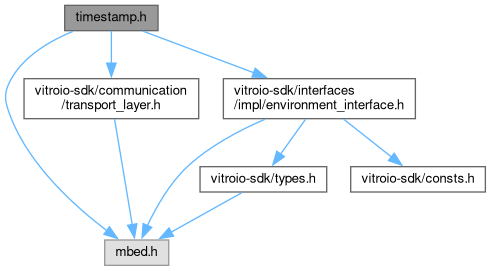 timestamp.h
vitroio-sdk/communication
/transport_layer.h
vitroio-sdk/interfaces
/impl/environment_interface.h
vitroio-sdk/types.h
vitroio-sdk/consts.h
mbed.h